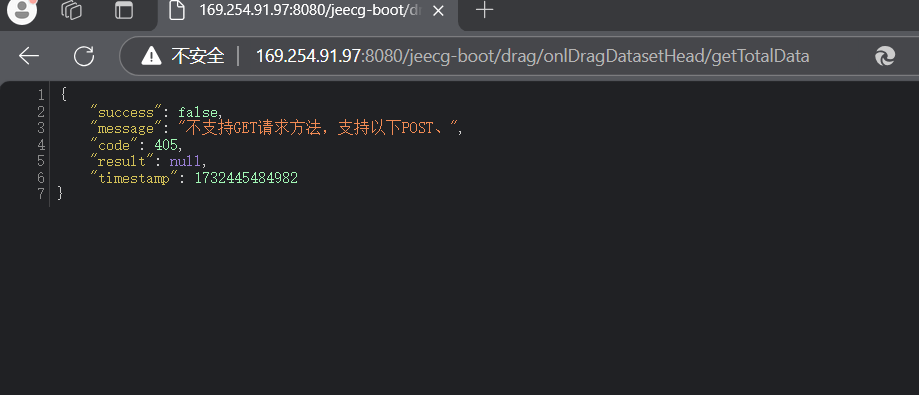 169.254.91.97:8080/jeecg-boot/dr
不安全 169.254.91.97:8080/jeecg-boot/drag/onlDragDatasetHead/getTotalData
1 {
2 "success": false,
3 "message": "不支持GET请求方法，支持以下POST、",
4 "code": 405,
5 "result": null,
6 "timestamp": 1732445484982
7 }